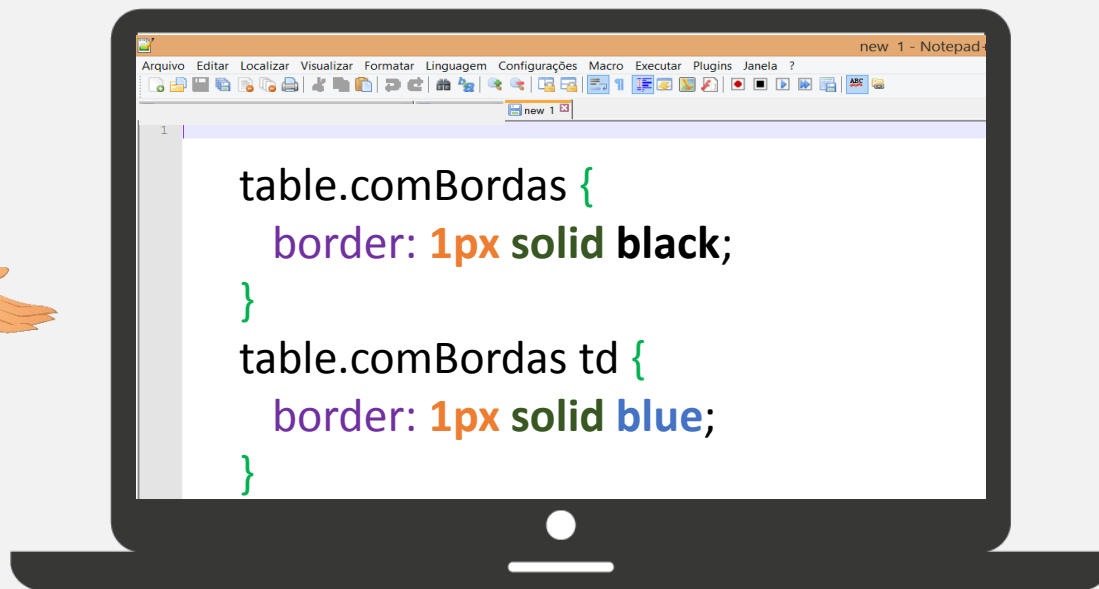 new 1 - Notepad+
Arquivo Editar Localizar Visualizar Formatar Linguagem Configurações Macro Executar Plugins Janela ?
ABC
new 1
1
table.comBordas {
border: 1px solid black;
}
table.comBordas td {
border: 1px solid blue;
}